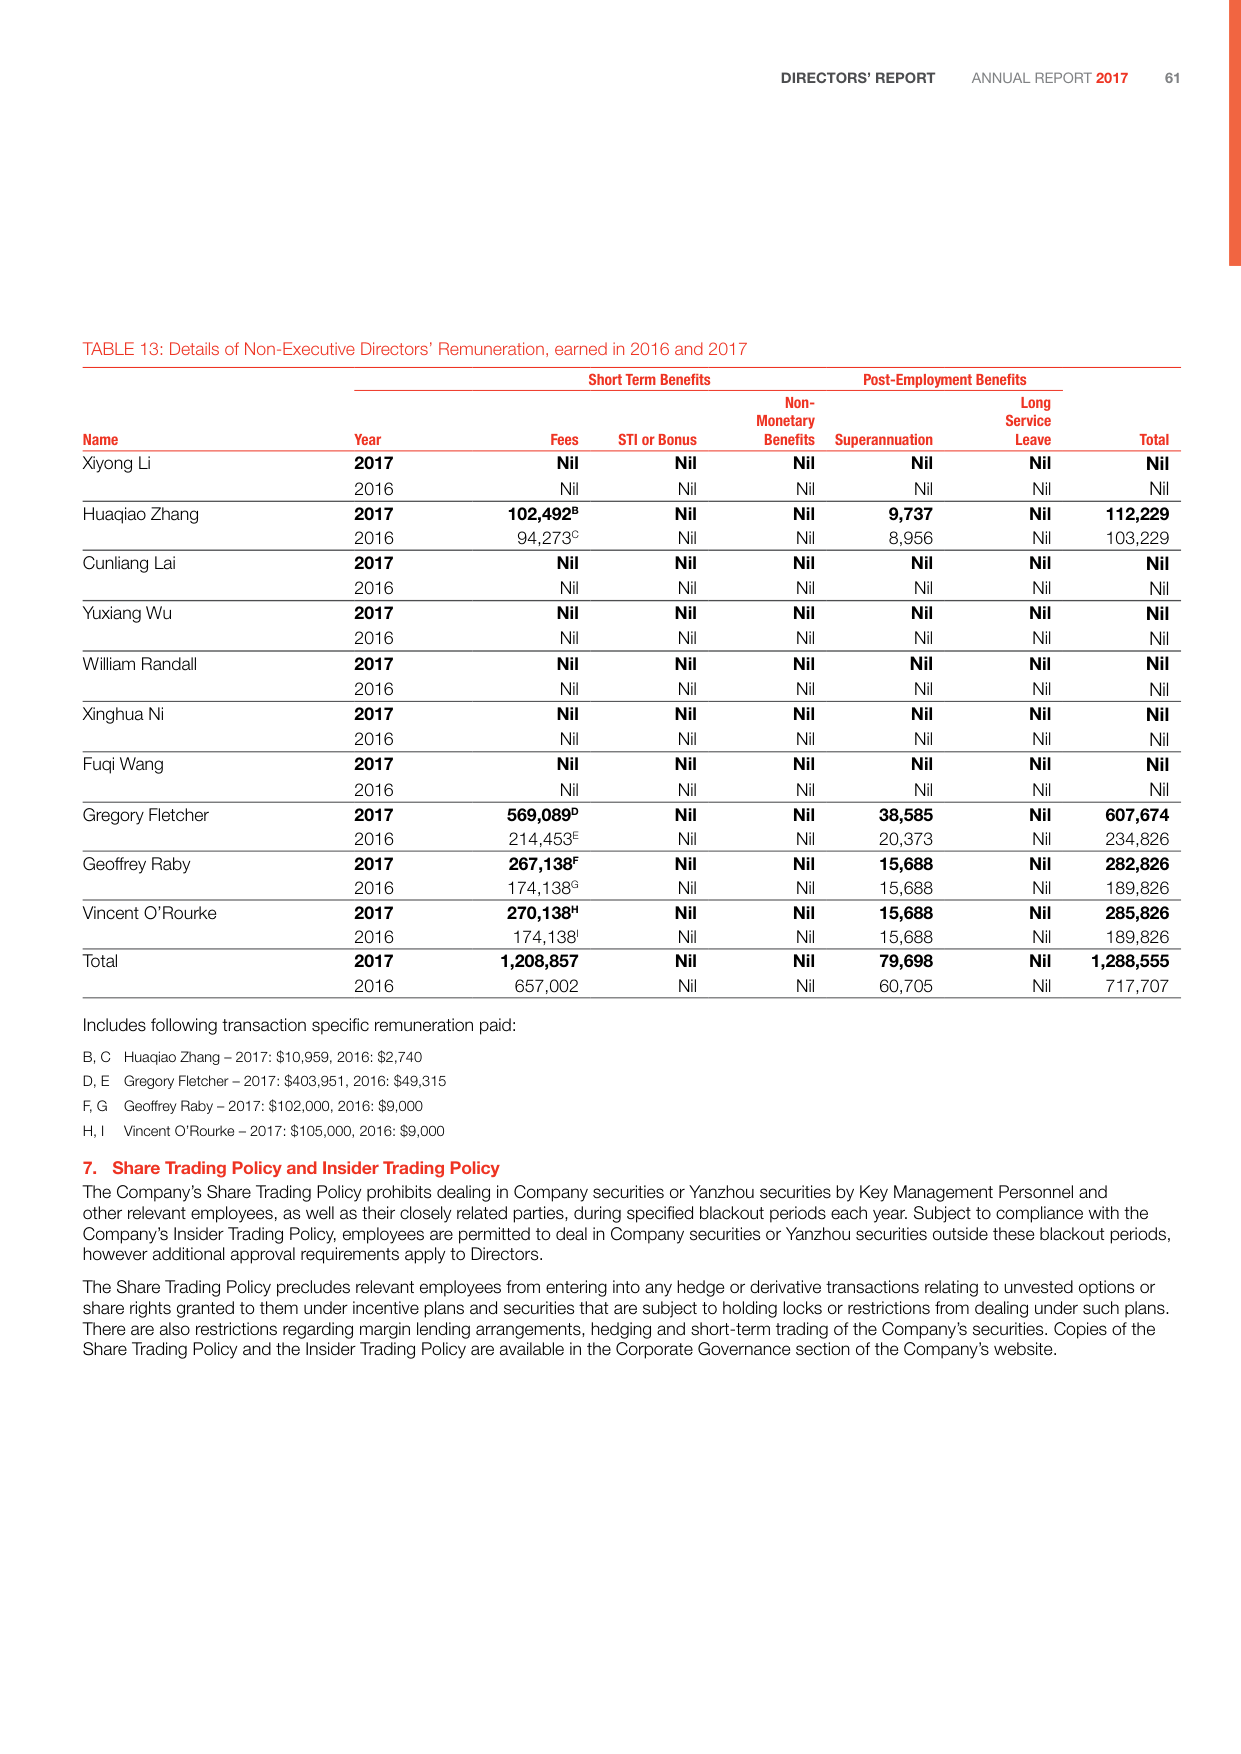 DIRECTORS' REPORT ANNUAL REPORT 2017 61
TABLE 13: Details of Non-Executive Directors' Remuneration, earned in 2016 and 2017
Short Term Benefits Post-Employment Benefits
Name Year Fees STI or Bonus Non-Monetary Benefits Superannuation Long Service Leave Total
Xiyong Li 2017 Nil Nil Nil Nil Nil Nil
2016 Nil Nil Nil Nil Nil Nil
Huaqiao Zhang 2017 102,492B Nil Nil 9,737 Nil 112,229
2016 94,273C Nil Nil 8,956 Nil 103,229
Cunliang Lai 2017 Nil Nil Nil Nil Nil Nil
2016 Nil Nil Nil Nil Nil Nil
Yuxiang Wu 2017 Nil Nil Nil Nil Nil Nil
2016 Nil Nil Nil Nil Nil Nil
William Randall 2017 Nil Nil Nil Nil Nil Nil
2016 Nil Nil Nil Nil Nil Nil
Xinghua Ni 2017 Nil Nil Nil Nil Nil Nil
2016 Nil Nil Nil Nil Nil Nil
Fuqi Wang 2017 Nil Nil Nil Nil Nil Nil
2016 Nil Nil Nil Nil Nil Nil
Gregory Fletcher 2017 569,089D Nil Nil 38,585 Nil 607,674
2016 214,453E Nil Nil 20,373 Nil 234,826
Geoffrey Raby 2017 267,138F Nil Nil 15,688 Nil 282,826
2016 174,138G Nil Nil 15,688 Nil 189,826
Vincent O'Rourke 2017 270,138H Nil Nil 15,688 Nil 285,826
2016 174,138I Nil Nil 15,688 Nil 189,826
Total 2017 1,208,857 Nil Nil 79,698 Nil 1,288,555
2016 657,002 Nil Nil 60,705 Nil 717,707
Includes following transaction specific remuneration paid:
B, C Huaqiao Zhang – 2017: $10,959, 2016: $2,740
D, E Gregory Fletcher – 2017: $403,951, 2016: $49,315
F, G Geoffrey Raby – 2017: $102,000, 2016: $9,000
H, I Vincent O'Rourke – 2017: $105,000, 2016: $9,000
7. Share Trading Policy and Insider Trading Policy
The Company's Share Trading Policy prohibits dealing in Company securities or Yanzhou securities by Key Management Personnel and
other relevant employees, as well as their closely related parties, during specified blackout periods each year. Subject to compliance with the
Company's Insider Trading Policy, employees are permitted to deal in Company securities or Yanzhou securities outside these blackout periods,
however additional approval requirements apply to Directors.
The Share Trading Policy precludes relevant employees from entering into any hedge or derivative transactions relating to unvested options or
share rights granted to them under incentive plans and securities that are subject to holding locks or restrictions from dealing under such plans.
There are also restrictions regarding margin lending arrangements, hedging and short-term trading of the Company's securities. Copies of the
Share Trading Policy and the Insider Trading Policy are available in the Corporate Governance section of the Company's website.